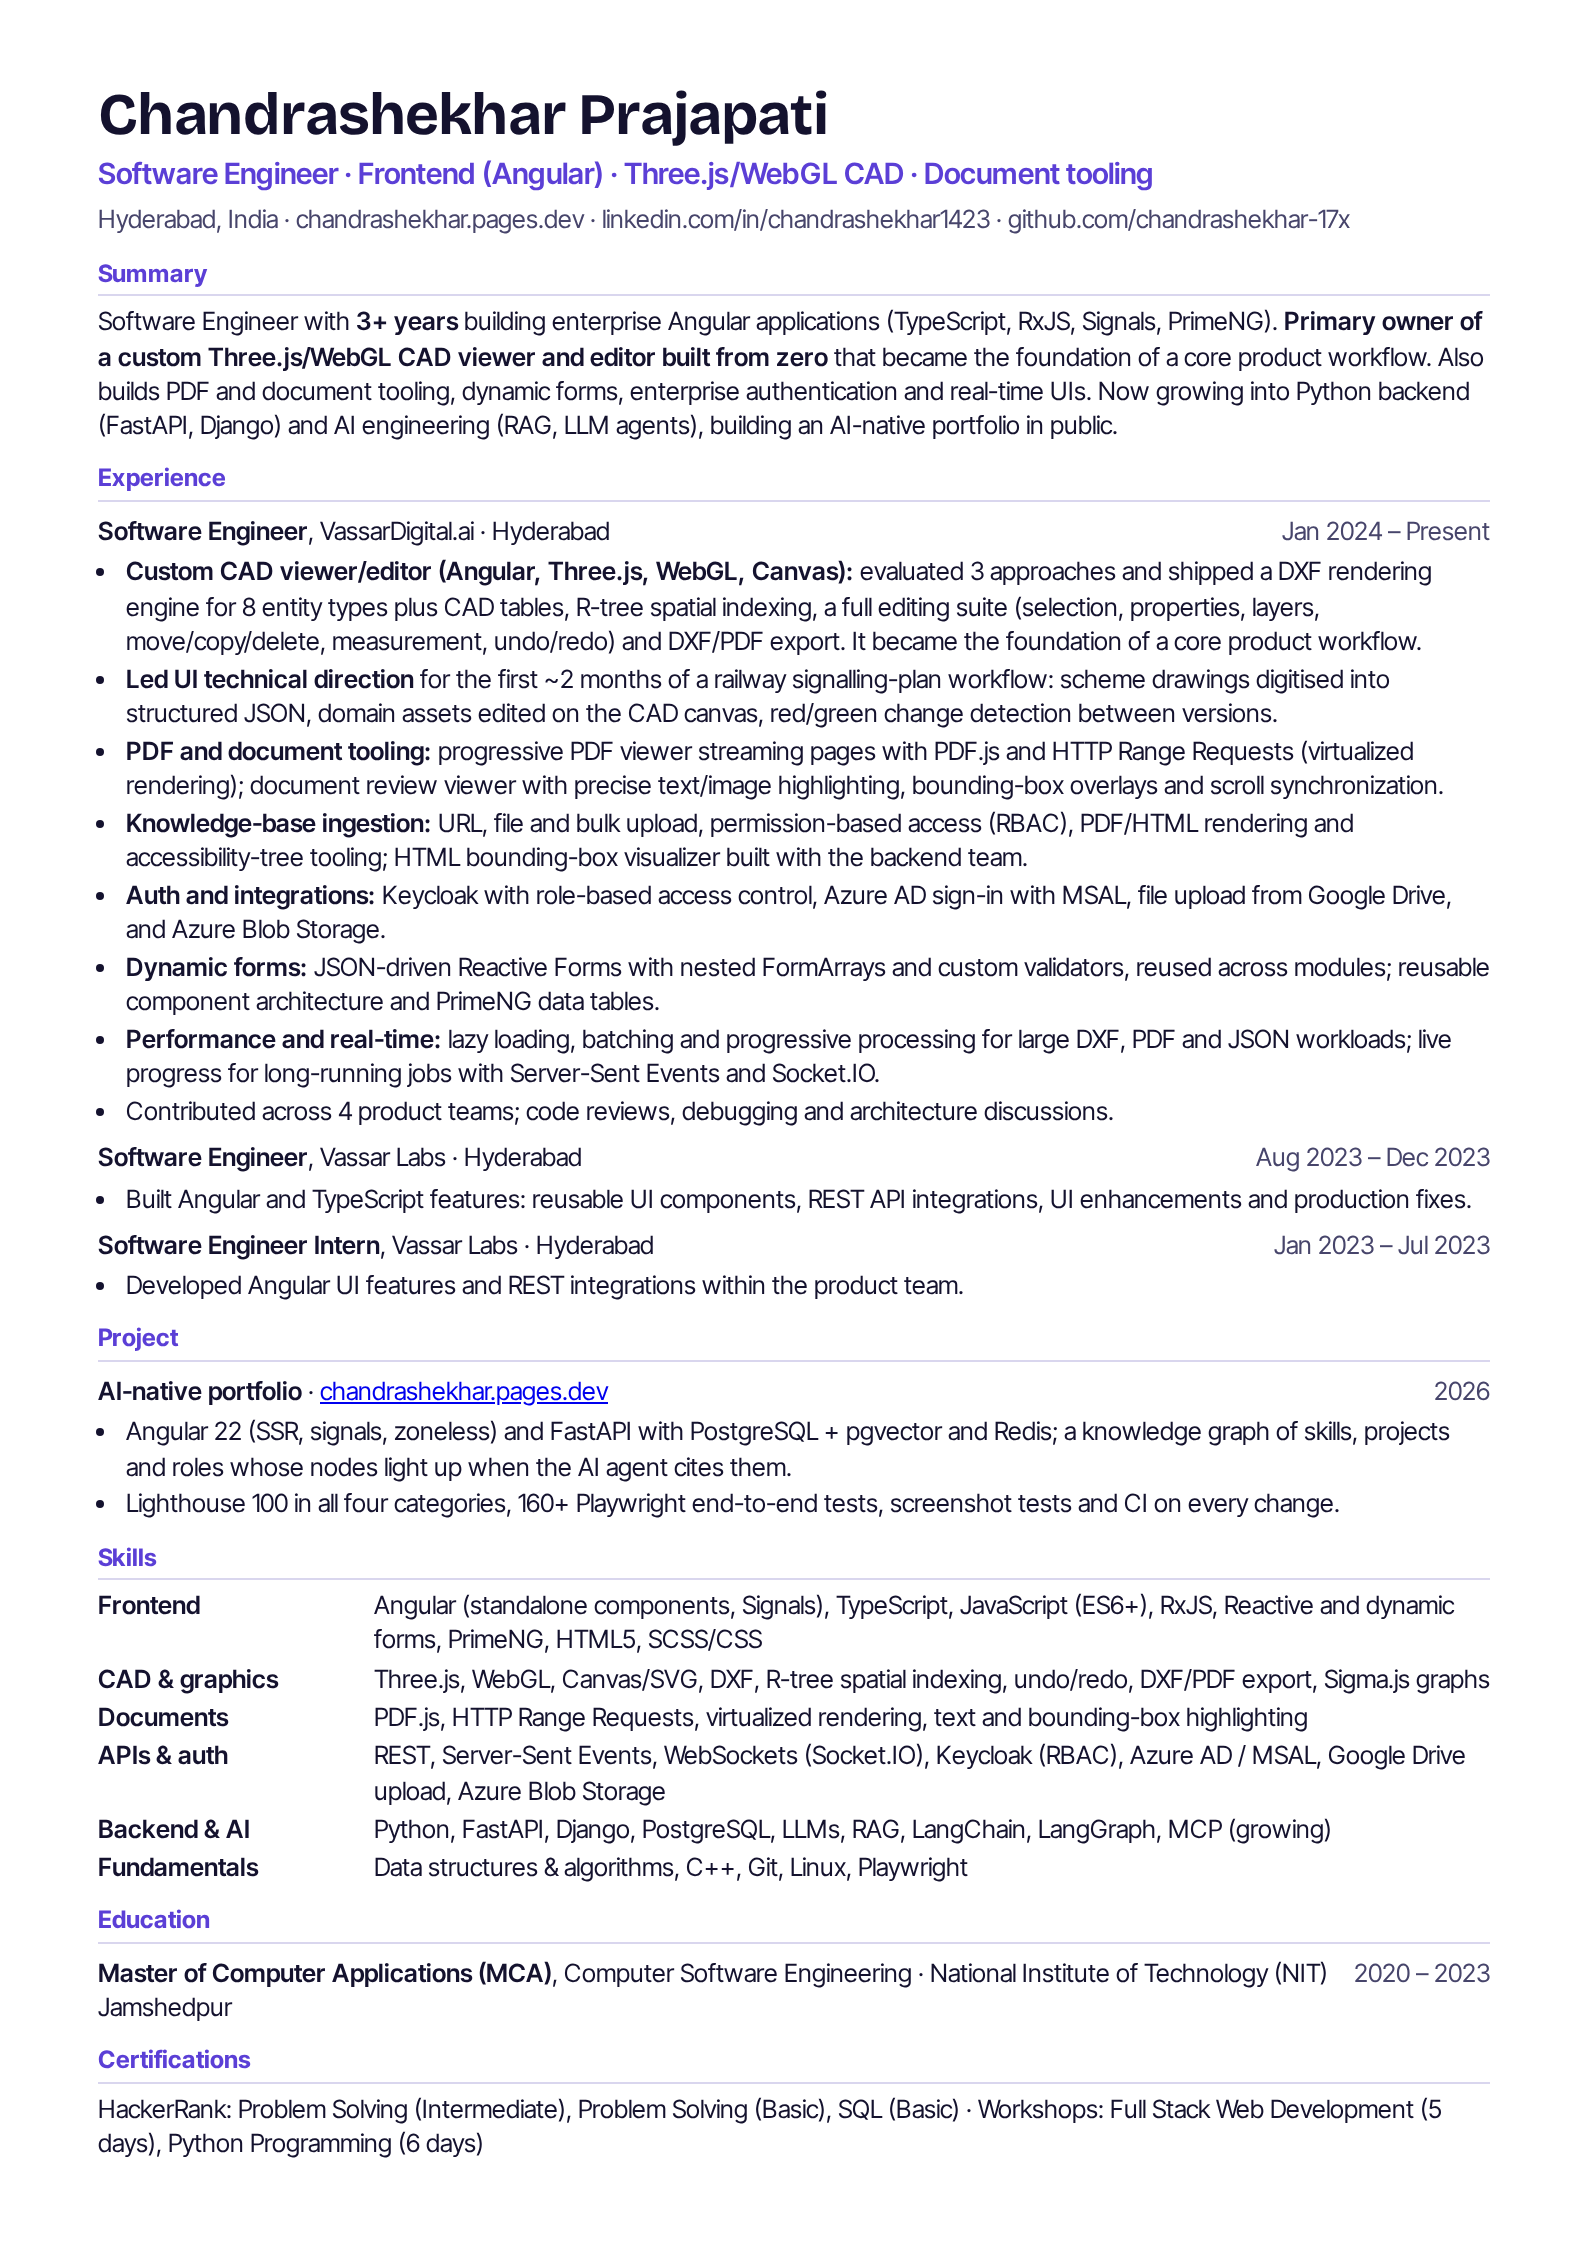 Chandrashekhar Prajapati
Software Engineer · Frontend (Angular) · Three.js/WebGL CAD · Document tooling
Hyderabad, India · chandrashekhar.pages.dev · linkedin.com/in/chandrashekhar1423 · github.com/chandrashekhar-17x
Summary
Software Engineer with 3+ years building enterprise Angular applications (TypeScript, RxJS, Signals, PrimeNG). Primary owner of
a custom Three.js/WebGL CAD viewer and editor built from zero that became the foundation of a core product workflow. Also
builds PDF and document tooling, dynamic forms, enterprise authentication and real-time UIs. Now growing into Python backend
(FastAPI, Django) and AI engineering (RAG, LLM agents), building an AI-native portfolio in public.
Experience
Software Engineer, VassarDigital.ai · Hyderabad Jan 2024 – Present
• Custom CAD viewer/editor (Angular, Three.js, WebGL, Canvas): evaluated 3 approaches and shipped a DXF rendering
engine for 8 entity types plus CAD tables, R-tree spatial indexing, a full editing suite (selection, properties, layers,
move/copy/delete, measurement, undo/redo) and DXF/PDF export. It became the foundation of a core product workflow.
• Led UI technical direction for the first ~2 months of a railway signalling-plan workflow: scheme drawings digitised into
structured JSON, domain assets edited on the CAD canvas, red/green change detection between versions.
• PDF and document tooling: progressive PDF viewer streaming pages with PDF.js and HTTP Range Requests (virtualized
rendering); document review viewer with precise text/image highlighting, bounding-box overlays and scroll synchronization.
• Knowledge-base ingestion: URL, file and bulk upload, permission-based access (RBAC), PDF/HTML rendering and
accessibility-tree tooling; HTML bounding-box visualizer built with the backend team.
• Auth and integrations: Keycloak with role-based access control, Azure AD sign-in with MSAL, file upload from Google Drive,
and Azure Blob Storage.
• Dynamic forms: JSON-driven Reactive Forms with nested FormArrays and custom validators, reused across modules; reusable
component architecture and PrimeNG data tables.
• Performance and real-time: lazy loading, batching and progressive processing for large DXF, PDF and JSON workloads; live
progress for long-running jobs with Server-Sent Events and Socket.IO.
• Contributed across 4 product teams; code reviews, debugging and architecture discussions.
Software Engineer, Vassar Labs · Hyderabad Aug 2023 – Dec 2023
• Built Angular and TypeScript features: reusable UI components, REST API integrations, UI enhancements and production fixes.
Software Engineer Intern, Vassar Labs · Hyderabad Jan 2023 – Jul 2023
• Developed Angular UI features and REST integrations within the product team.
Project
AI-native portfolio · chandrashekhar.pages.dev 2026
• Angular 22 (SSR, signals, zoneless) and FastAPI with PostgreSQL + pgvector and Redis; a knowledge graph of skills, projects
and roles whose nodes light up when the AI agent cites them.
• Lighthouse 100 in all four categories, 160+ Playwright end-to-end tests, screenshot tests and CI on every change.
Skills
Frontend Angular (standalone components, Signals), TypeScript, JavaScript (ES6+), RxJS, Reactive and dynamic
forms, PrimeNG, HTML5, SCSS/CSS
CAD & graphics Three.js, WebGL, Canvas/SVG, DXF, R-tree spatial indexing, undo/redo, DXF/PDF export, Sigma.js graphs
Documents PDF.js, HTTP Range Requests, virtualized rendering, text and bounding-box highlighting
APIs & auth REST, Server-Sent Events, WebSockets (Socket.IO), Keycloak (RBAC), Azure AD / MSAL, Google Drive
upload, Azure Blob Storage
Backend & AI Python, FastAPI, Django, PostgreSQL, LLMs, RAG, LangChain, LangGraph, MCP (growing)
Fundamentals Data structures & algorithms, C++, Git, Linux, Playwright
Education
Master of Computer Applications (MCA), Computer Software Engineering · National Institute of Technology (NIT) 2020 – 2023
Jamshedpur
Certifications
HackerRank: Problem Solving (Intermediate), Problem Solving (Basic), SQL (Basic) · Workshops: Full Stack Web Development (5
days), Python Programming (6 days)